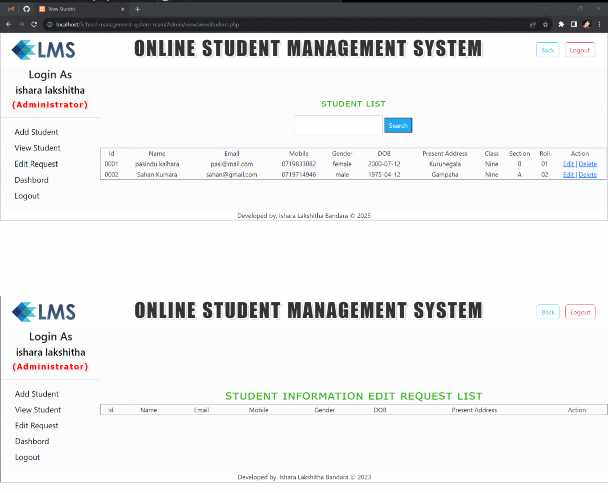 View Student
localhost/School-management-system-main/Admin/view/viewStudent.php
LMS
ONLINE STUDENT MANAGEMENT SYSTEM
Back
Logout
Login As
ishara lakshitha
(Administrator)
Add Student
View Student
Edit Request
Dashbord
Logout
STUDENT LIST
Search
Id Name Email Mobile Gender DOB Present Address Class Section Roll Action
0001 pasindu kalhara pasi@mail.com 0719833082 female 2000-07-12 Kurunegala Nine B 01 Edit | Delete
0002 Sahan Kumara sahan@gmail.com 0719714946 male 1975-04-12 Gampaha Nine A 02 Edit | Delete
Developed by, Ishara Lakshitha Bandara © 2023
LMS
ONLINE STUDENT MANAGEMENT SYSTEM
Back
Logout
Login As
ishara lakshitha
(Administrator)
Add Student
View Student
Edit Request
Dashbord
Logout
STUDENT INFORMATION EDIT REQUEST LIST
Id Name Email Mobile Gender DOB Present Address Action
Developed by, Ishara Lakshitha Bandara © 2023